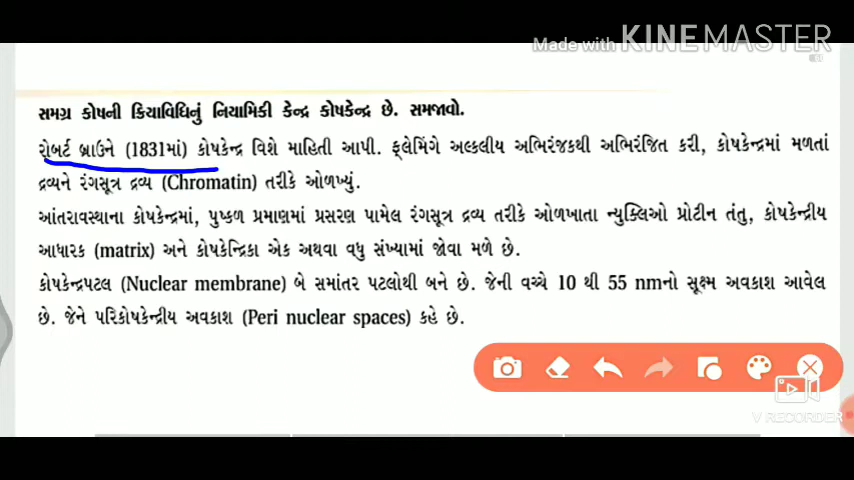 Made with KINEMASTER
સમગ્ર કોષની ક્રિયાવિધિનું નિયામિકી કેન્દ્ર કોષકેન્દ્ર છે. સમજાવો.
રોબર્ટ બ્રાઉને (1831માં) કોષકેન્દ્ર વિશે માહિતી આપી. ફ્લેમિંગે અલ્કલીય અભિરંજકથી અભિરંજિત કરી, કોષકેન્દ્રમાં મળતાં
દ્રવ્યને રંગસૂત્ર દ્રવ્ય (Chromatin) તરીકે ઓળખ્યું.
આંતરાવસ્થાના કોષકેન્દ્રમાં, પુષ્કળ પ્રમાણમાં પ્રસરણ પામેલ રંગસૂત્ર દ્રવ્ય તરીકે ઓળખાતા ન્યુક્લિઓ પ્રોટીન તંતુ, કોષકેન્દ્રીય
આધારક (matrix) અને કોષકેન્દ્રિકા એક અથવા વધુ સંખ્યામાં જોવા મળે છે.
કોષકેન્દ્રપટલ (Nuclear membrane) બે સમાંતર પટલોથી બને છે. જેની વચ્ચે 10 થી 55 nmનો સૂક્ષ્મ અવકાશ આવેલ
છે. જેને પરિકોષકેન્દ્રીય અવકાશ (Peri nuclear spaces) કહે છે.
V RECORDER